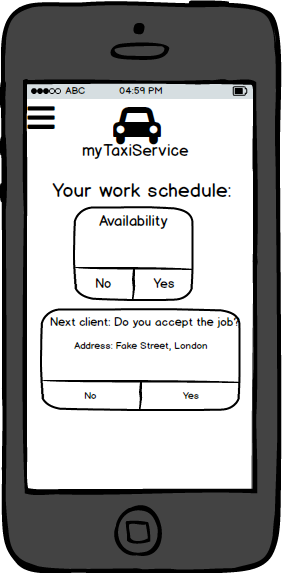 ABC 04:59 PM
myTaxiService
Your work schedule:
Availability
No Yes
Next client: Do you accept the job?
Address: Fake Street, London
No Yes